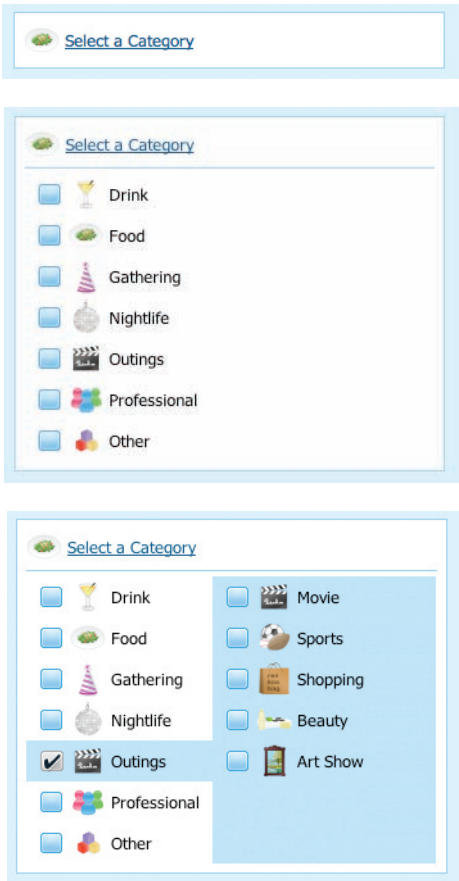 Select a Category
Select a Category
Drink
Food
Gathering
Nightlife
Outings
Professional
Other
Select a Category
Drink
Food
Gathering
Nightlife
Outings
Professional
Other
Movie
Sports
Shopping
Beauty
Art Show